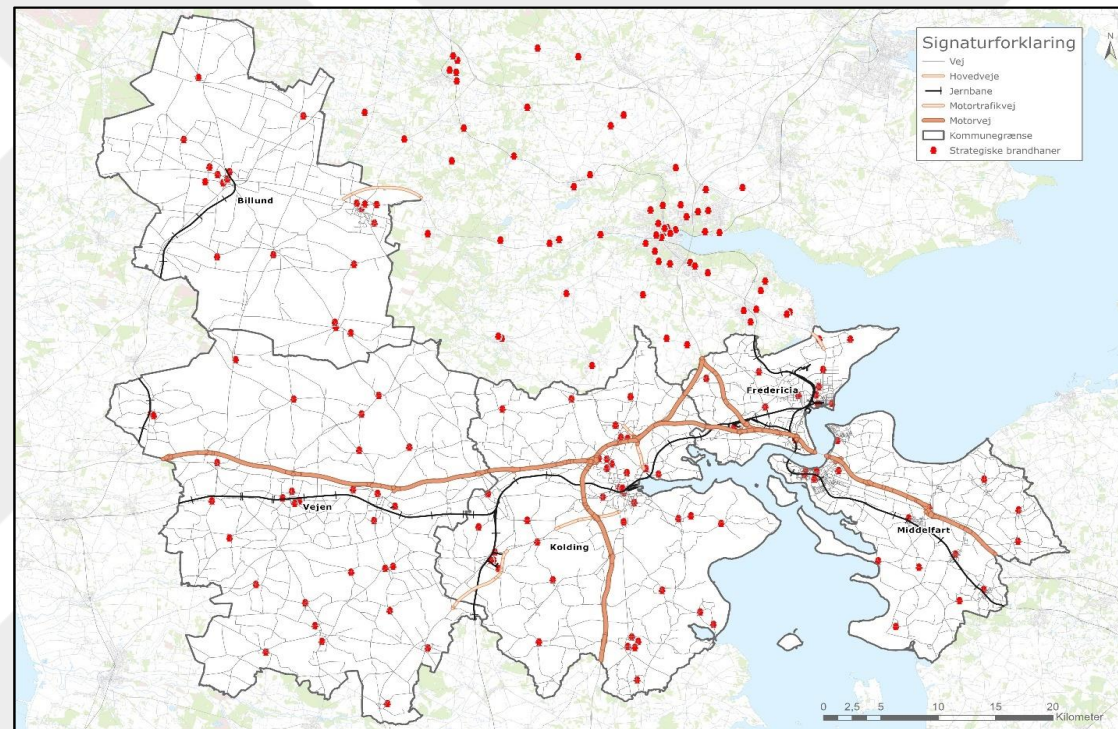 Signaturforklaring
Vej
Hovedveje
Jernbane
Motortrafikvej
Motorvej
Kommunegrænse
Strategiske brandhaner
N
Billund
Fredericia
Vejen
Kolding
Middelfart
0 2,5 5 10 15 20
Kilometer